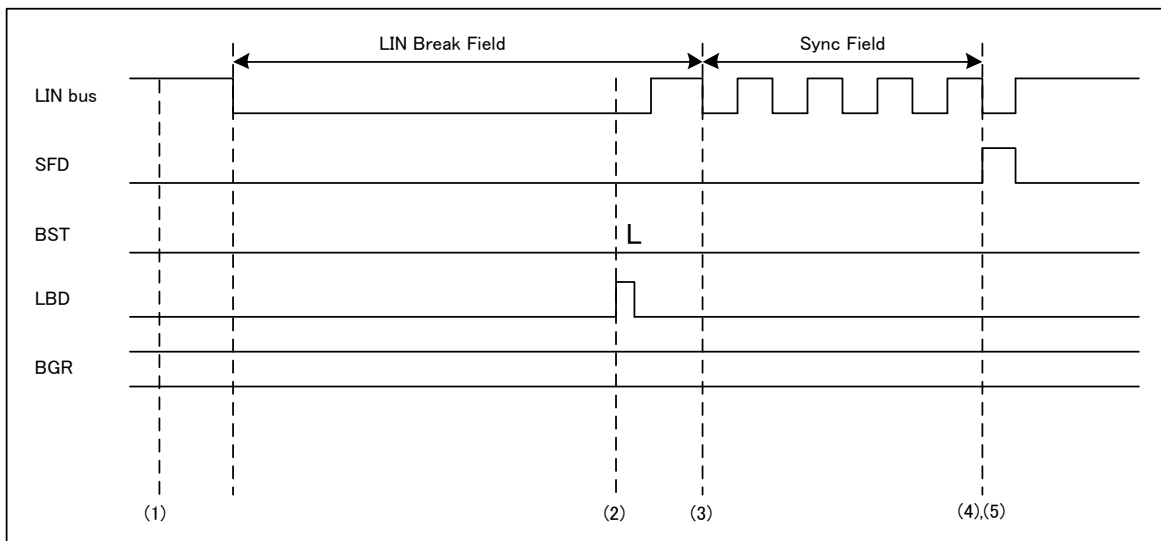 LIN Break Field
Sync Field
LIN bus
SFD
BST
L
LBD
BGR
(1)
(2)
(3)
(4),(5)